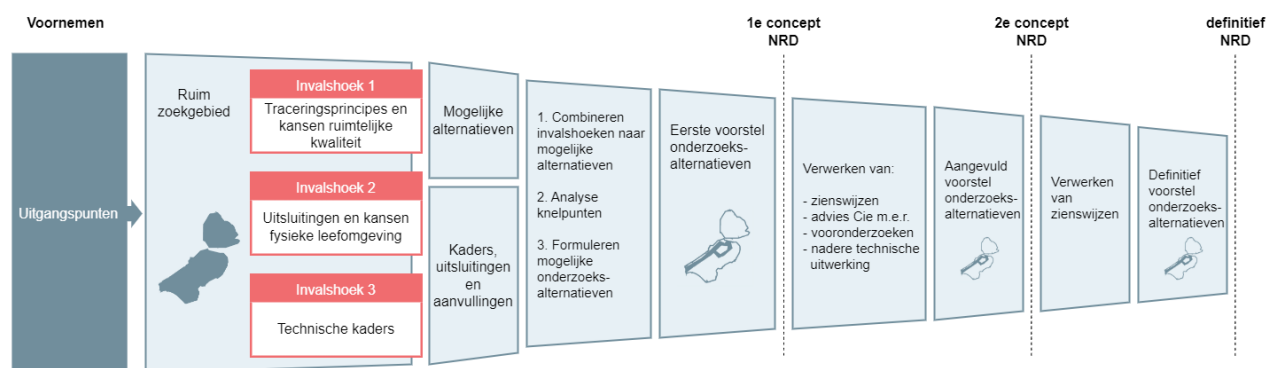 Voornemen
1e concept
NRD
2e concept
NRD
definitief
NRD
Uitgangspunten
Ruim
zoekgebied
Invalshoek 1
Traceringsprincipes en
kansen ruimtelijke
kwaliteit
Invalshoek 2
Uitsluitingen en kansen
fysieke leefomgeving
Invalshoek 3
Technische kaders
Mogelijke
alternatieven
Kaders,
uitsluitingen
en
aanvullingen
1. Combineren
invalshoeken naar
mogelijke
alternatieven
2. Analyse
knelpunten
3. Formuleren
mogelijke
onderzoeks-
alternatieven
Eerste voorstel
onderzoeks-
alternatieven
Verwerken van:
- zienswijzen
- advies Cie m.e.r.
- vooronderzoeken
- nadere technische
uitwerking
Aangevuld
voorstel
onderzoeks-
alternatieven
Verwerken
van
zienswijzen
Definitief
voorstel
onderzoeks-
alternatieven